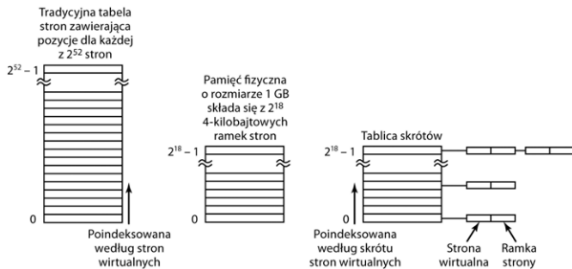 Tradycyjna tabela
stron zawierająca
pozycje dla każdej
z 2⁵² stron
2⁵² – 1
0
Poindeksowana
według stron
wirtualnych
Pamięć fizyczna
o rozmiarze 1 GB
składa się z 2¹⁸
4-kilobajtowych
ramek stron
2¹⁸ – 1
0
Tablica skrótów
2¹⁸ – 1
0
Poindeksowana
według skrótu
stron wirtualnych
Strona
wirtualna
Ramka
strony